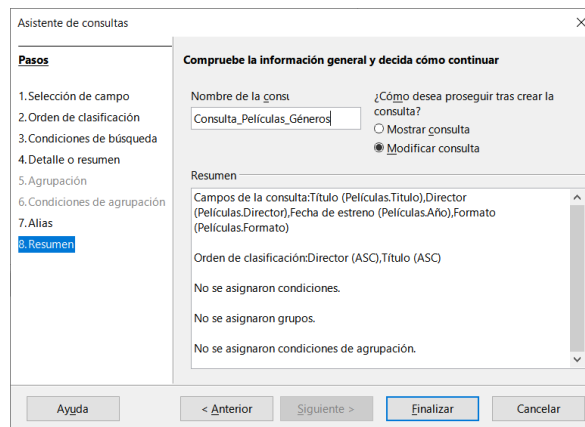 Asistente de consultas
Pasos
1.Selección de campo
2.Orden de clasificación
3.Condiciones de búsqueda
4.Detalle o resumen
5.Agrupación
6.Condiciones de agrupación
7.Alias
8.Resumen
Compruebe la información general y decida cómo continuar
Nombre de la consu
Consulta_Películas_Géneros
¿Cómo desea proseguir tras crear la
consulta?
Mostrar consulta
Modificar consulta
Resumen
Campos de la consulta:Título (Películas.Titulo),Director
(Películas.Director),Fecha de estreno (Películas.Año),Formato
(Películas.Formato)
Orden de clasificación:Director (ASC),Título (ASC)
No se asignaron condiciones.
No se asignaron grupos.
No se asignaron condiciones de agrupación.
Ayuda
< Anterior
Siguiente >
Finalizar
Cancelar